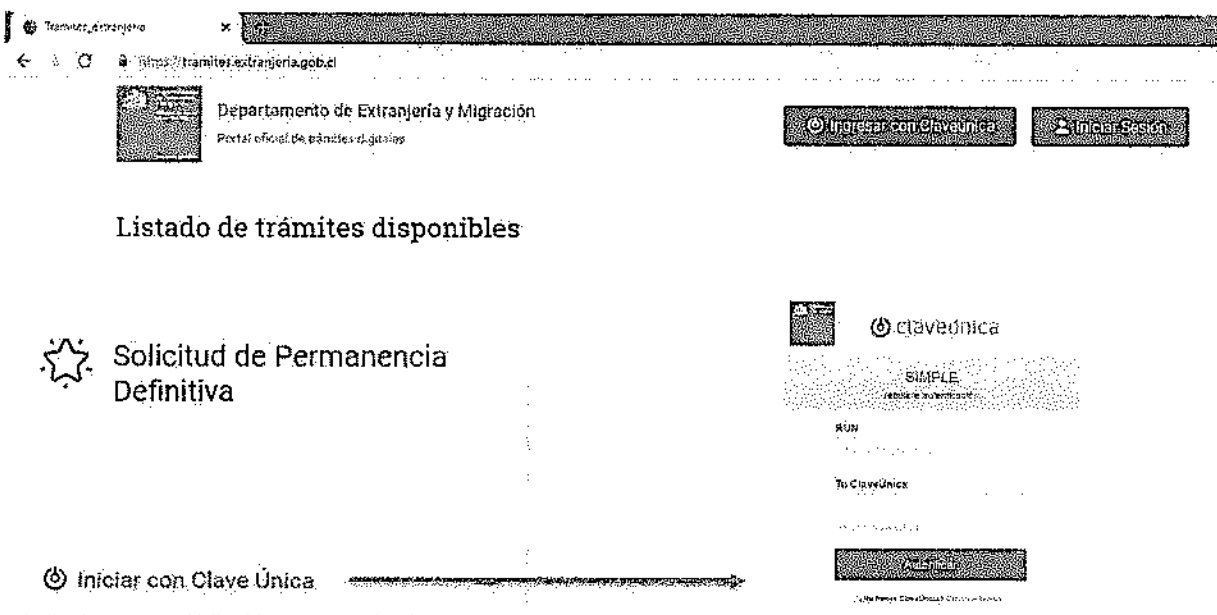 Tramites_extranjeria
https://tramites.extranjeria.gob.cl
Departamento de Extranjería y Migración
Portal oficial de trámites digitales
Ingresar con ClaveÚnica
Iniciar Sesión
Listado de trámites disponibles
Solicitud de Permanencia
Definitiva
claveúnica
SIMPLE
RUN
Tu ClaveÚnica
Autenticar
Iniciar con Clave Única